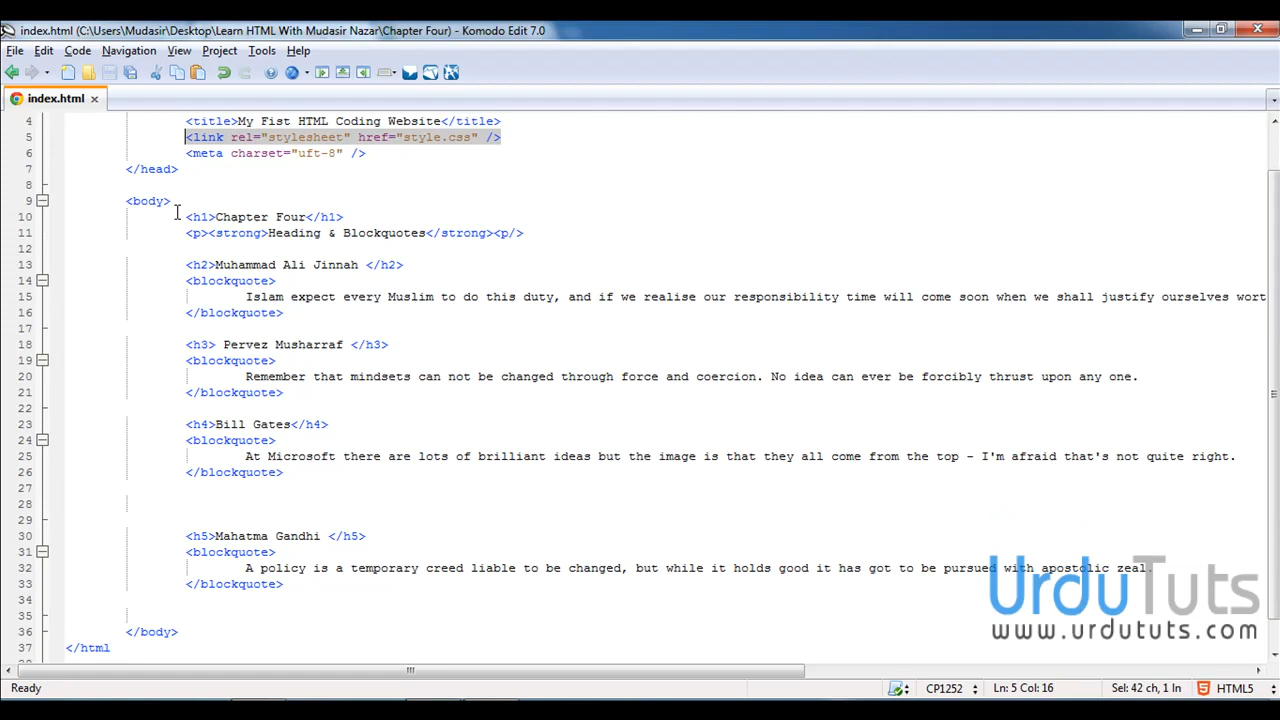 index.html (C:\Users\Mudasir\Desktop\Learn HTML With Mudasir Nazar\Chapter Four) - Komodo Edit 7.0
File Edit Code Navigation View Project Tools Help
index.html
4 <title>My Fist HTML Coding Website</title>
5 <link rel="stylesheet" href="style.css" />
6 <meta charset="uft-8" />
7 </head>
8
9 <body>
10 <h1>Chapter Four</h1>
11 <p><strong>Heading & Blockquotes</strong><p/>
12
13 <h2>Muhammad Ali Jinnah </h2>
14 <blockquote>
15 Islam expect every Muslim to do this duty, and if we realise our responsibility time will come soon when we shall justify ourselves wort
16 </blockquote>
17
18 <h3> Pervez Musharraf </h3>
19 <blockquote>
20 Remember that mindsets can not be changed through force and coercion. No idea can ever be forcibly thrust upon any one.
21 </blockquote>
22
23 <h4>Bill Gates</h4>
24 <blockquote>
25 At Microsoft there are lots of brilliant ideas but the image is that they all come from the top - I'm afraid that's not quite right.
26 </blockquote>
27
28
29
30 <h5>Mahatma Gandhi </h5>
31 <blockquote>
32 A policy is a temporary creed liable to be changed, but while it holds good it has got to be pursued with apostolic zeal.
33 </blockquote>
34
35
36 </body>
37 </html
UrduTuts
www.urdututs.com
Ready CP1252 Ln: 5 Col: 16 Sel: 42 ch, 1 ln HTML5